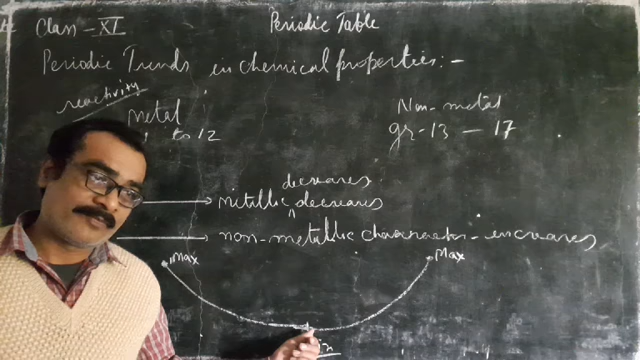 Class - XI
Periodic Table
Periodic Trends in chemical properties:-
reactivity
Metal
to 12
Non-metal
gr-13 - 17
decreases
metallic decreases
non-metallic character - increases
Max
Max